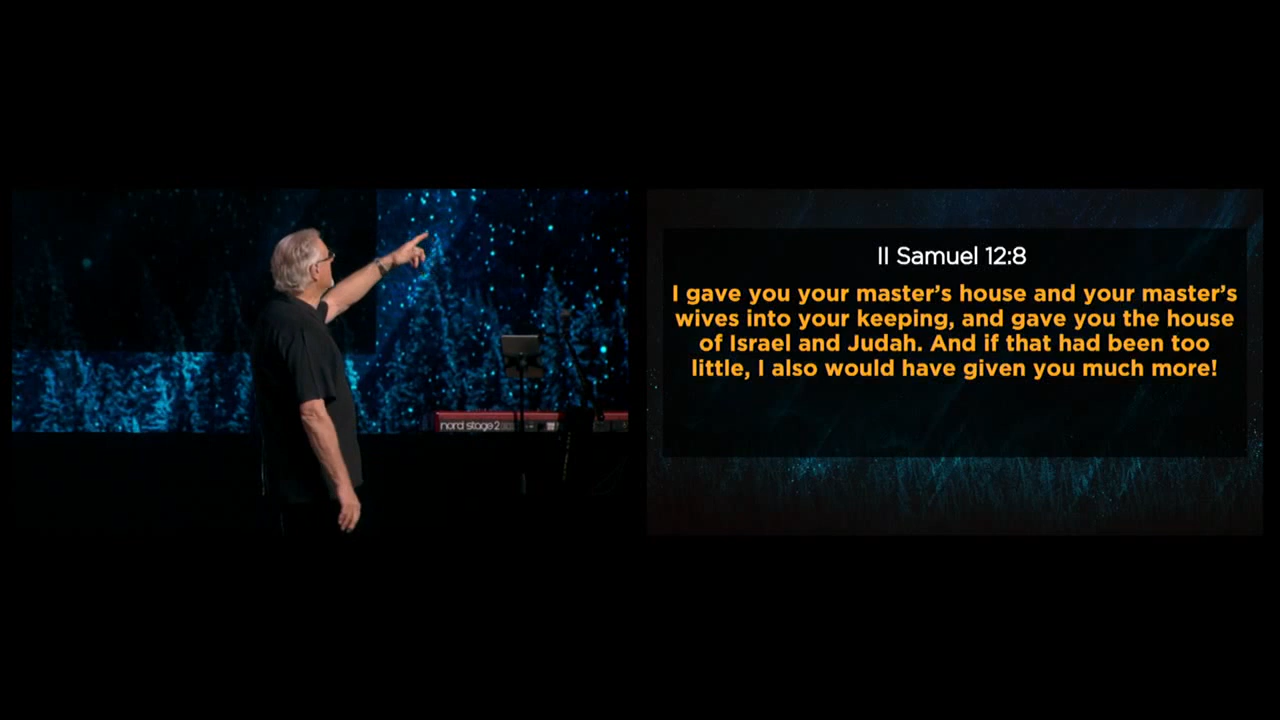 nord stage 2
II Samuel 12:8
I gave you your master’s house and your master’s
wives into your keeping, and gave you the house
of Israel and Judah. And if that had been too
little, I also would have given you much more!